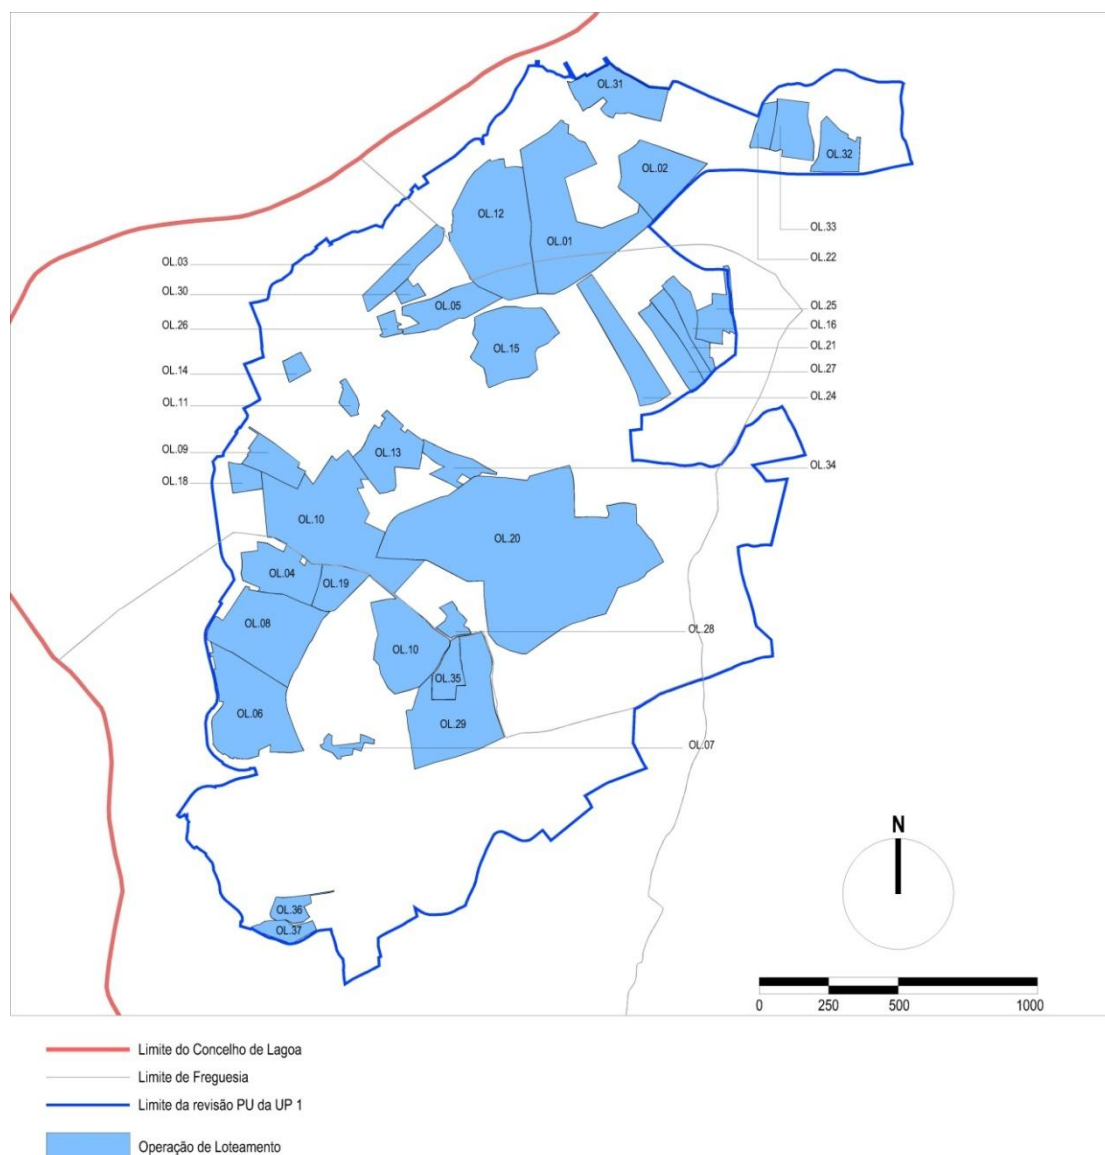 OL.31
OL.32
OL.02
OL.12
OL.01
OL.33
OL.22
OL.03
OL.30
OL.05
OL.26
OL.25
OL.16
OL.15
OL.21
OL.14
OL.27
OL.24
OL.11
OL.09
OL.13
OL.34
OL.18
OL.10
OL.20
OL.04
OL.19
OL.08
OL.28
OL.10
OL.35
OL.06
OL.29
OL.07
N
OL.36
OL.37
0 250 500 1000
Limite do Concelho de Lagoa
Limite de Freguesia
Limite da revisão PU da UP 1
Operação de Loteamento